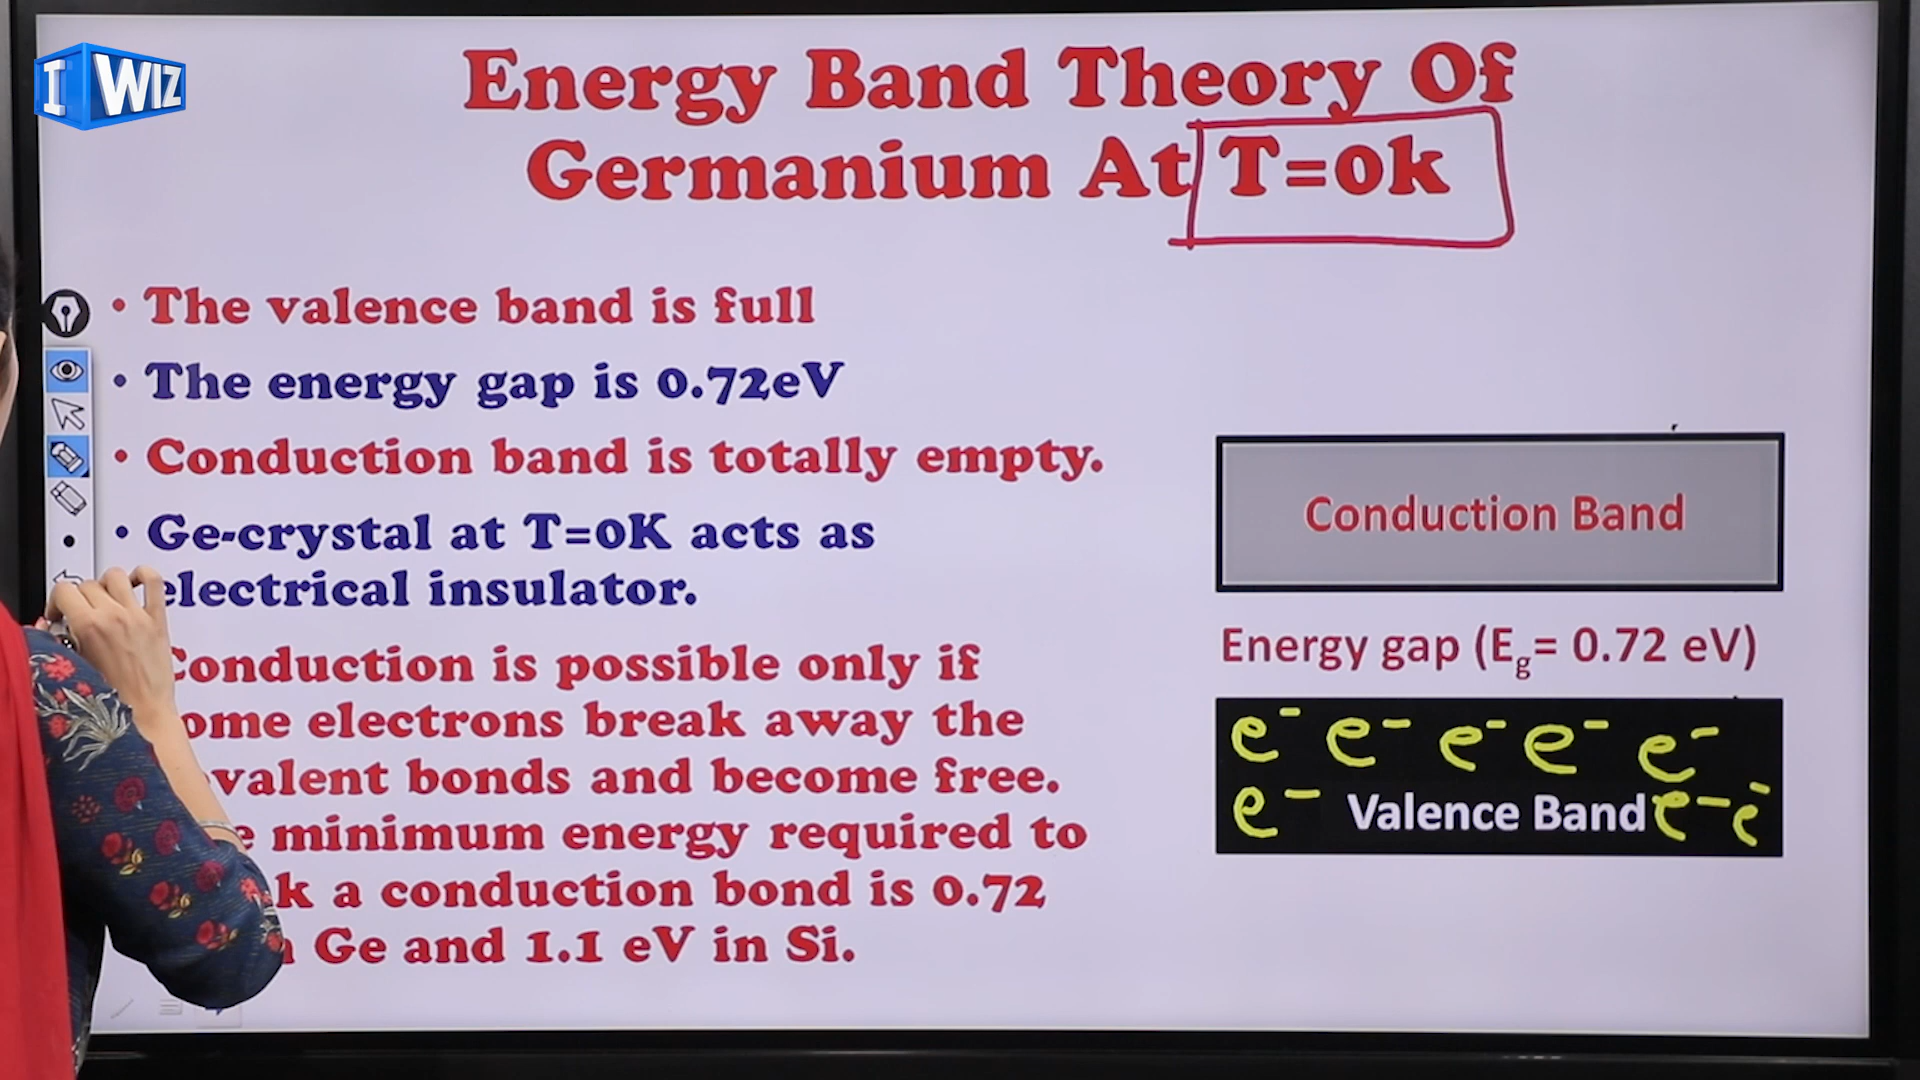 I WIZ
Energy Band Theory Of
Germanium At T=0k
• The valence band is full
• The energy gap is 0.72eV
• Conduction band is totally empty.
• Ge-crystal at T=0K acts as
electrical insulator.
Conduction is possible only if
ome electrons break away the
valent bonds and become free.
e minimum energy required to
k a conduction bond is 0.72
n Ge and 1.1 eV in Si.
Conduction Band
Energy gap (Eg= 0.72 eV)
e⁻ e⁻ e⁻ e⁻ e⁻
e⁻ Valence Band e⁻ e⁻